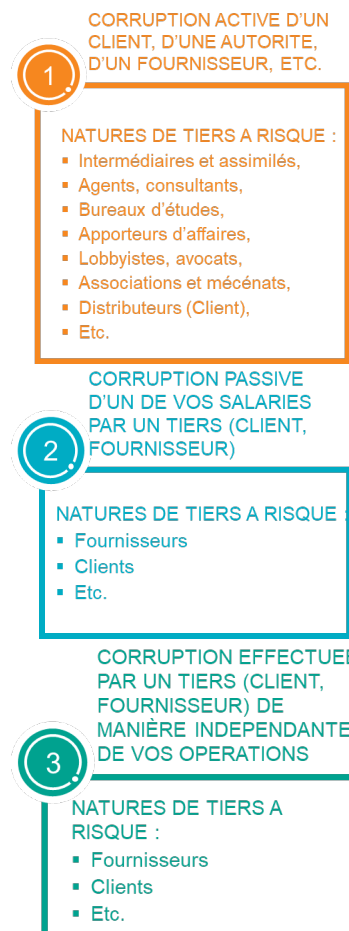 CORRUPTION ACTIVE D'UN
CLIENT, D'UNE AUTORITE,
D'UN FOURNISSEUR, ETC.
1
NATURES DE TIERS A RISQUE :
▪ Intermédiaires et assimilés,
▪ Agents, consultants,
▪ Bureaux d'études,
▪ Apporteurs d'affaires,
▪ Lobbyistes, avocats,
▪ Associations et mécénats,
▪ Distributeurs (Client),
▪ Etc.
CORRUPTION PASSIVE
D'UN DE VOS SALARIES
PAR UN TIERS (CLIENT,
FOURNISSEUR)
2
NATURES DE TIERS A RISQUE :
▪ Fournisseurs
▪ Clients
▪ Etc.
CORRUPTION EFFECTUEE
PAR UN TIERS (CLIENT,
FOURNISSEUR) DE
MANIÈRE INDEPENDANTE
DE VOS OPERATIONS
3
NATURES DE TIERS A
RISQUE :
▪ Fournisseurs
▪ Clients
▪ Etc.